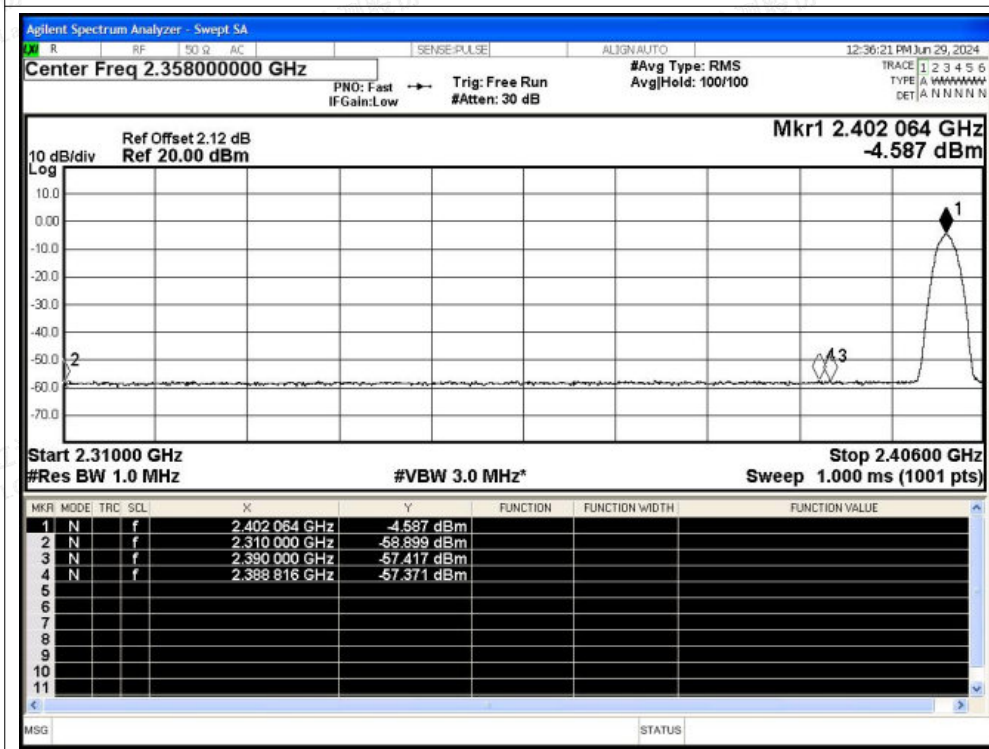 Agilent Spectrum Analyzer - Swept SA
R RF 50 Ω AC SENSE:PULSE ALIGN AUTO 12:36:21 PM Jun 29, 2024
Center Freq 2.358000000 GHz
PNO: Fast
IFGain:Low
Trig: Free Run
#Atten: 30 dB
#Avg Type: RMS
Avg|Hold: 100/100
TRACE 1 2 3 4 5 6
TYPE A WWWWW
DET A N N N N N
Ref Offset 2.12 dB
10 dB/div Ref 20.00 dBm
Log
Mkr1 2.402 064 GHz
-4.587 dBm
10.0
0.00
-10.0
-20.0
-30.0
-40.0
-50.0
-60.0
-70.0
1
2
4 3
Start 2.31000 GHz Stop 2.40600 GHz
#Res BW 1.0 MHz #VBW 3.0 MHz* Sweep 1.000 ms (1001 pts)
MKR MODE TRC SCL X Y FUNCTION FUNCTION WIDTH FUNCTION VALUE
1 N f 2.402 064 GHz -4.587 dBm
2 N f 2.310 000 GHz -58.899 dBm
3 N f 2.390 000 GHz -57.417 dBm
4 N f 2.388 816 GHz -57.371 dBm
5
6
7
8
9
10
11
MSG STATUS